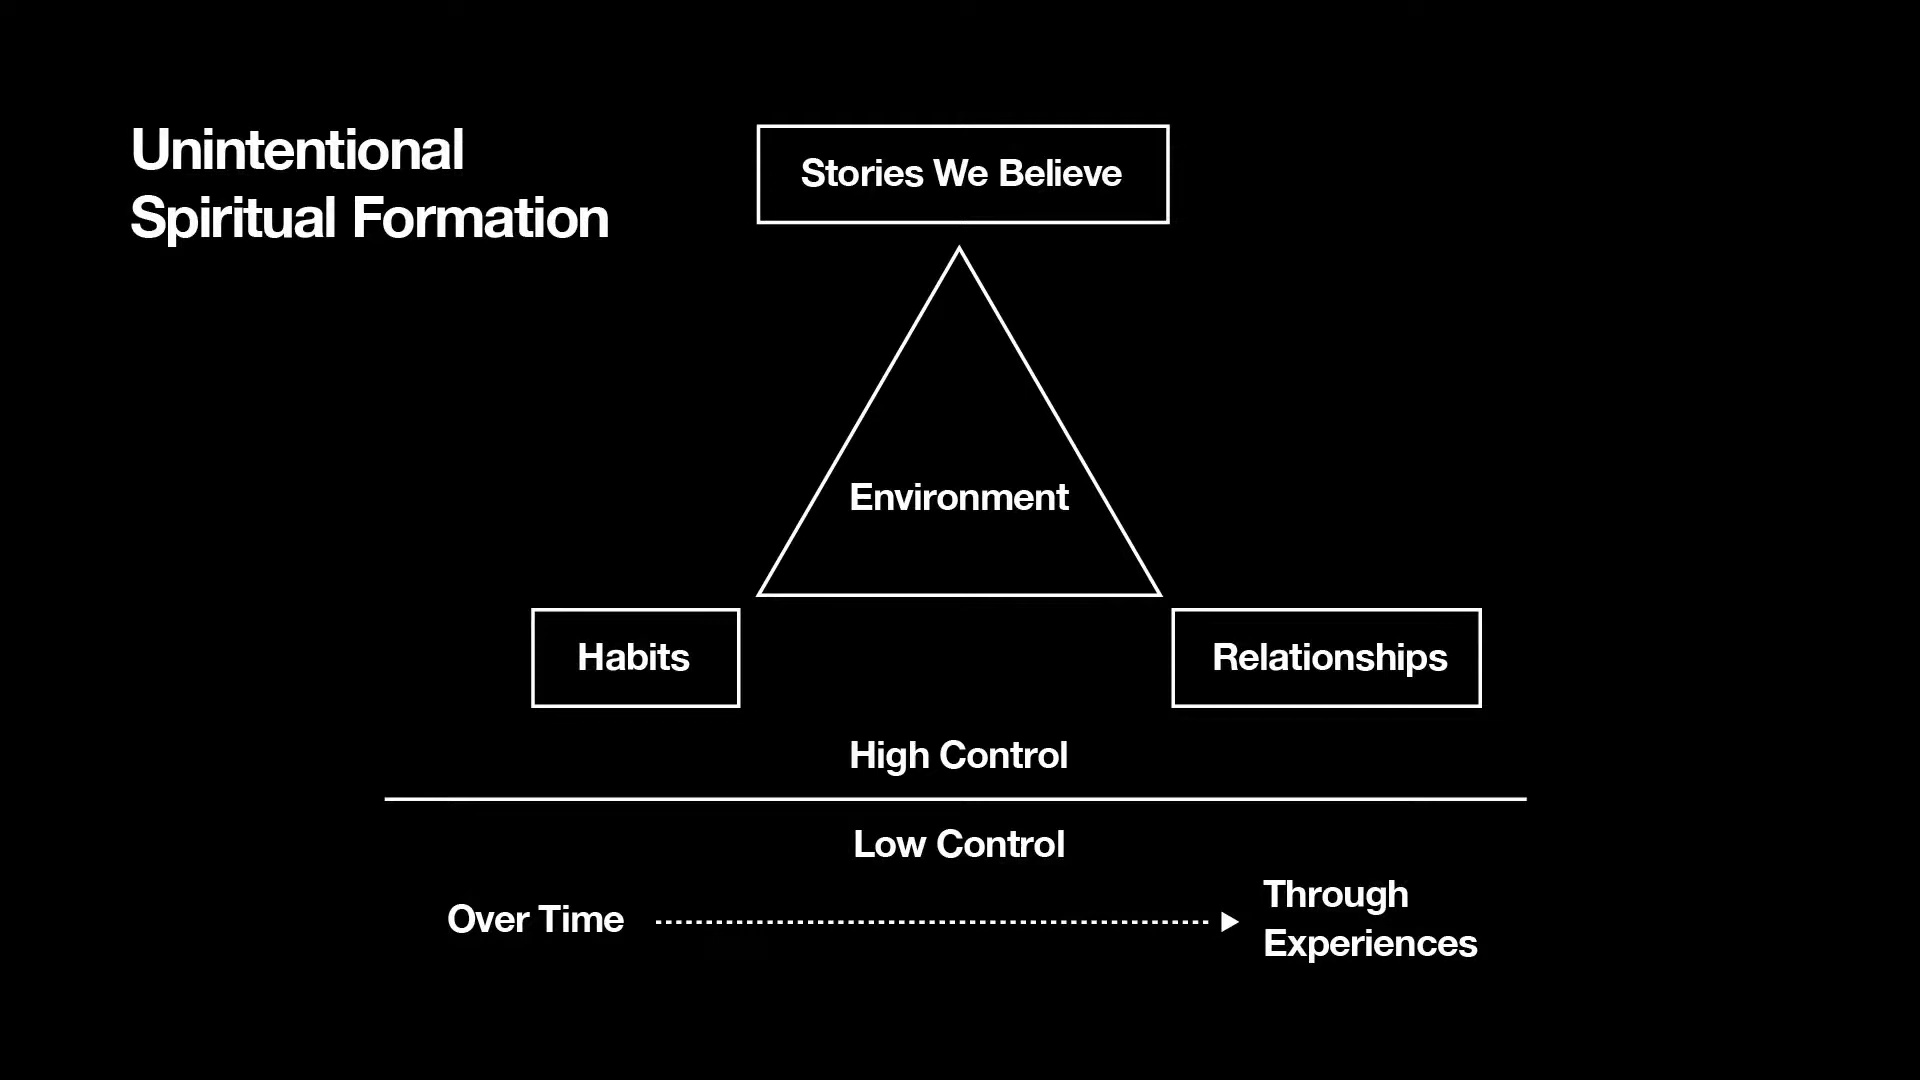 Unintentional
Spiritual Formation
Stories We Believe
Environment
Habits
Relationships
High Control
Low Control
Over Time
Through
Experiences